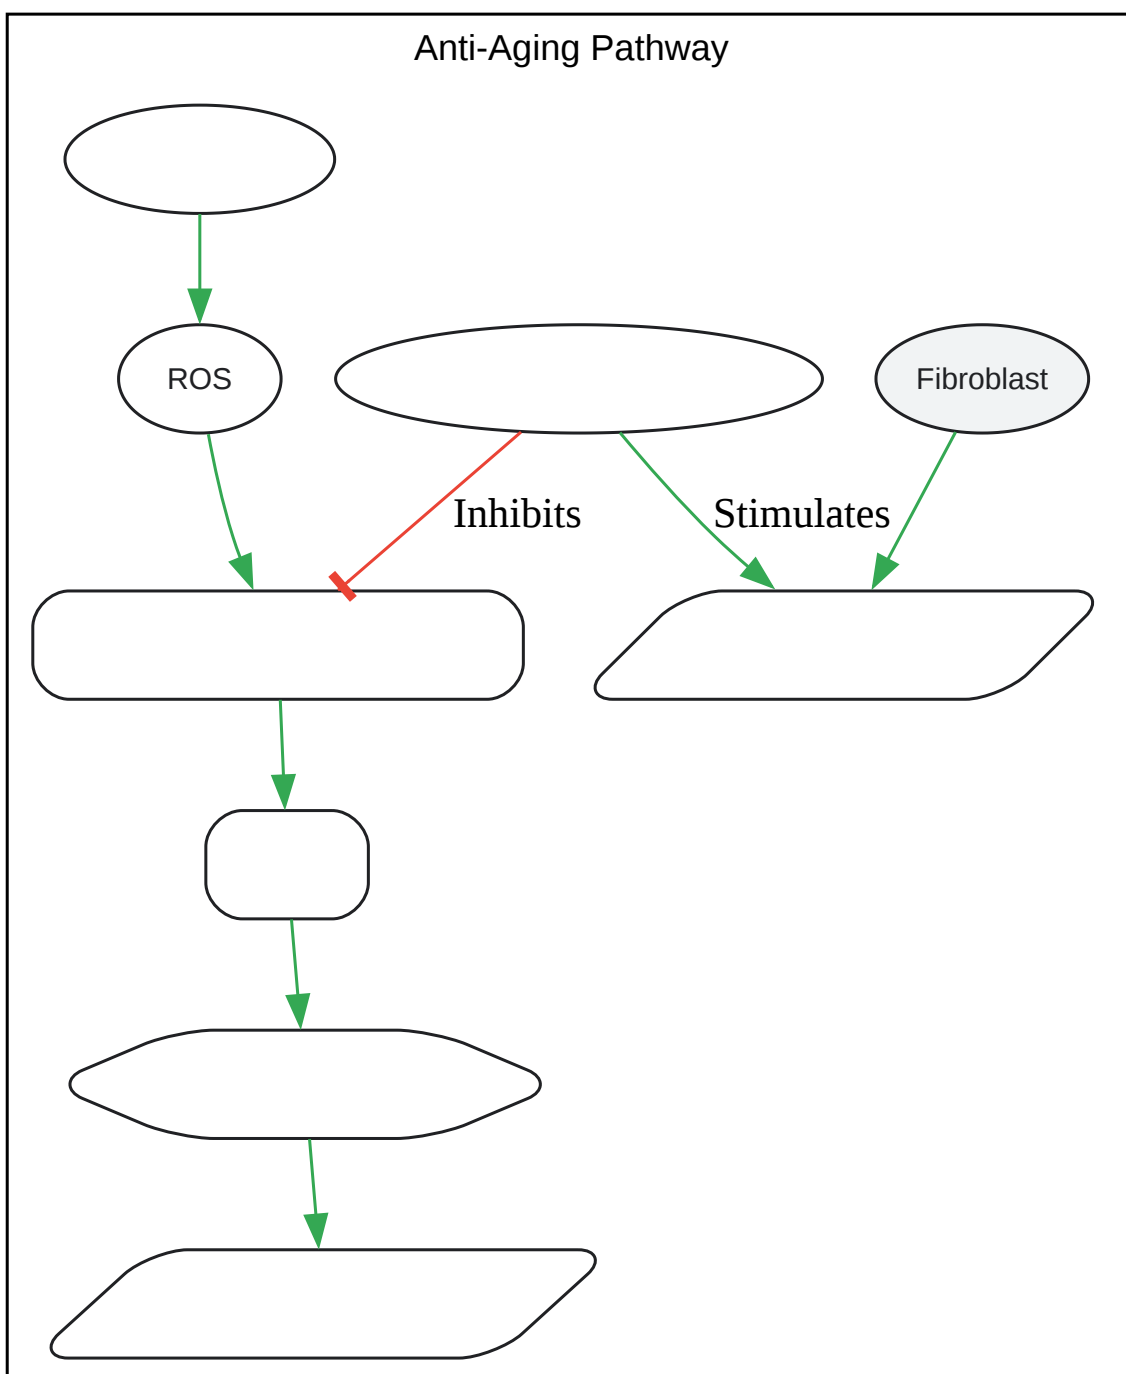 Anti-Aging Pathway
ROS
Fibroblast
Inhibits
Stimulates